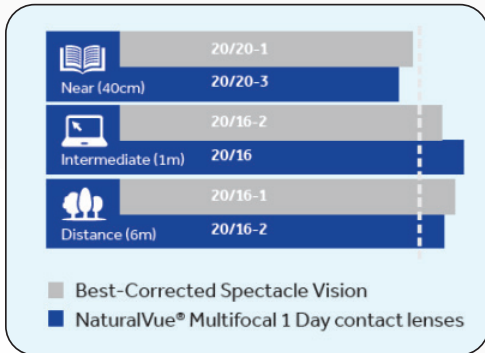 20/20-1
Near (40cm) 20/20-3
20/16-2
Intermediate (1m) 20/16
20/16-1
Distance (6m) 20/16-2
Best-Corrected Spectacle Vision
NaturalVue® Multifocal 1 Day contact lenses